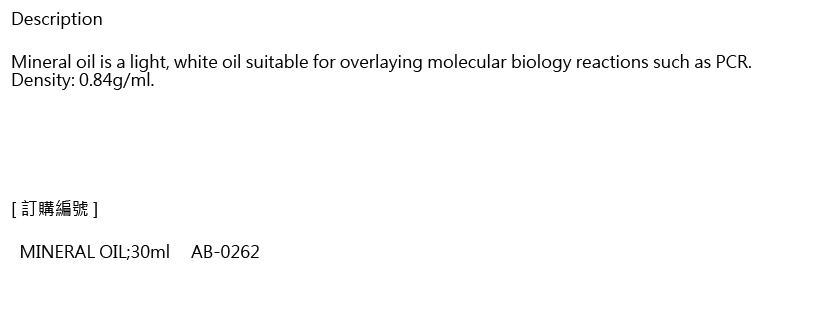 Description
Mineral oil is a light, white oil suitable for overlaying molecular biology reactions such as PCR.
Density: 0.84g/ml.
[ 訂購編號 ]
MINERAL OIL;30ml AB-0262